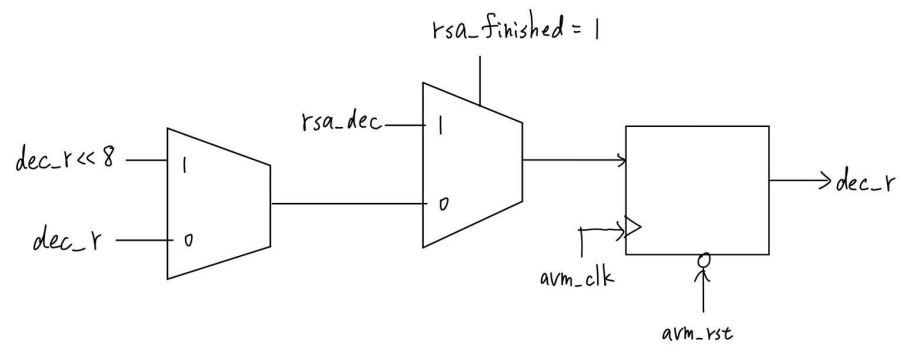 rsa_finished = 1
rsa_dec
1
0
dec_r << 8
1
dec_r
0
dec_r
avm_clk
avm_rst